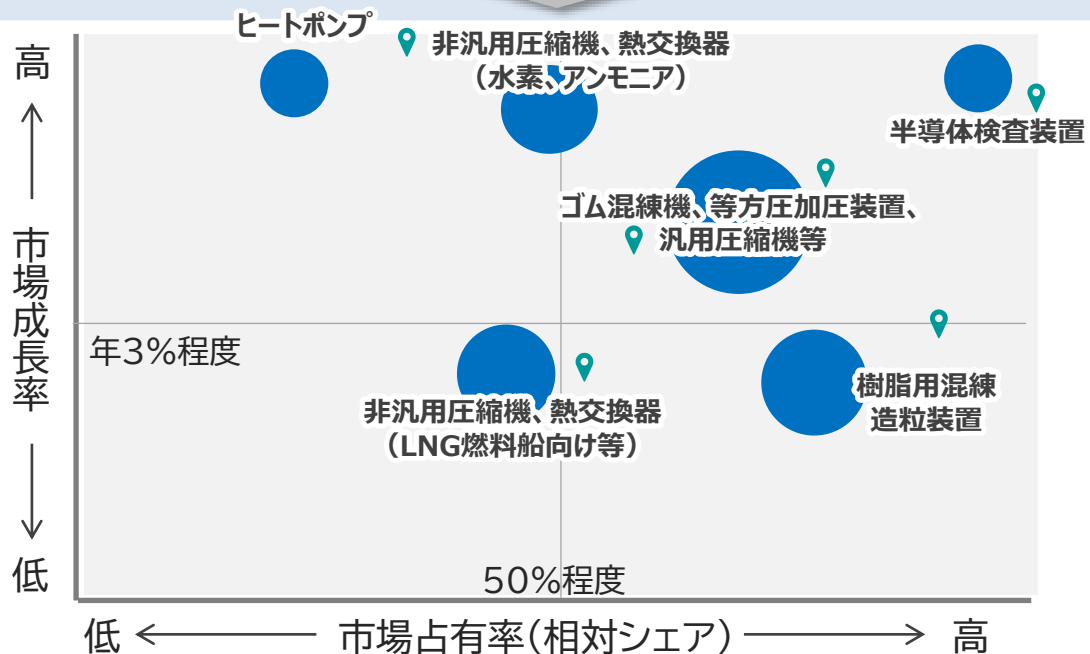 ヒートポンプ
非汎用圧縮機、熱交換器
（水素、アンモニア）
半導体検査装置
ゴム混練機、等方圧加圧装置、
汎用圧縮機等
年3%程度
樹脂用混練
造粒装置
非汎用圧縮機、熱交換器
（LNG燃料船向け等）
50%程度
高
市場成長率
低
低
市場占有率（相対シェア）
高